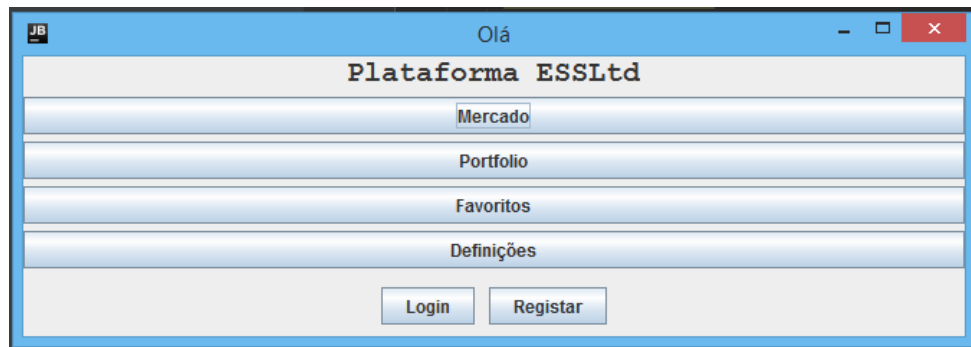 JB
Olá
Plataforma ESSLtd
Mercado
Portfolio
Favoritos
Definições
Login Registar